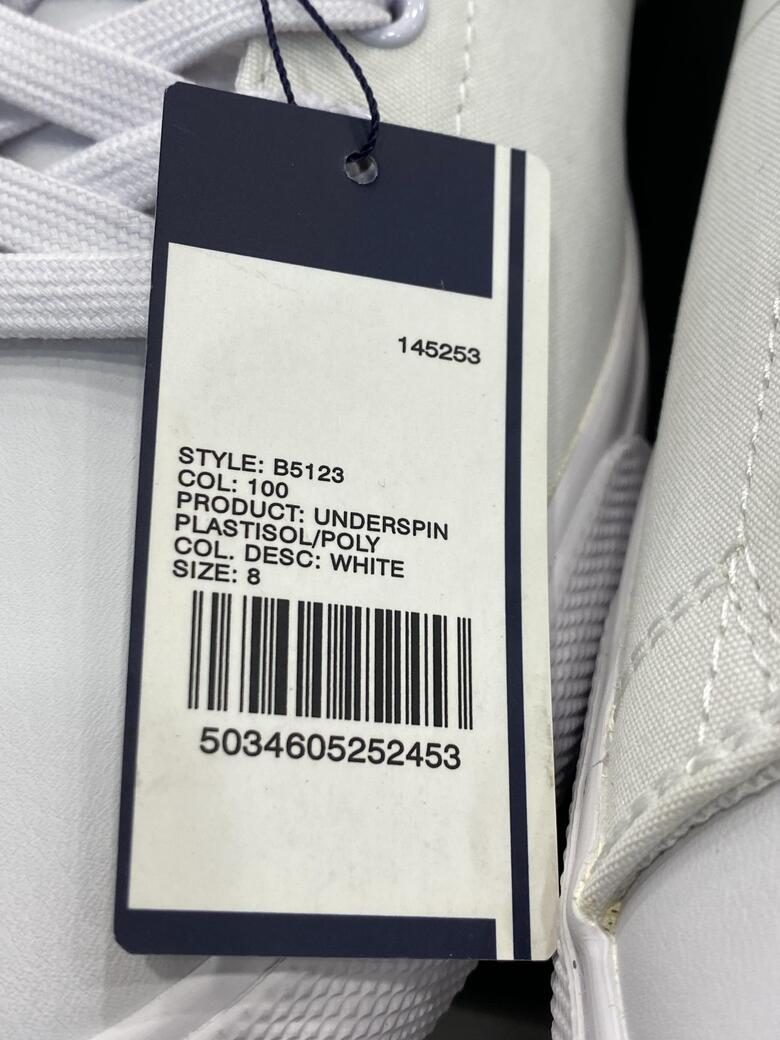 145253
STYLE: B5123
COL: 100
PRODUCT: UNDERSPIN
PLASTISOL/POLY
COL. DESC: WHITE
SIZE: 8
5034605252453